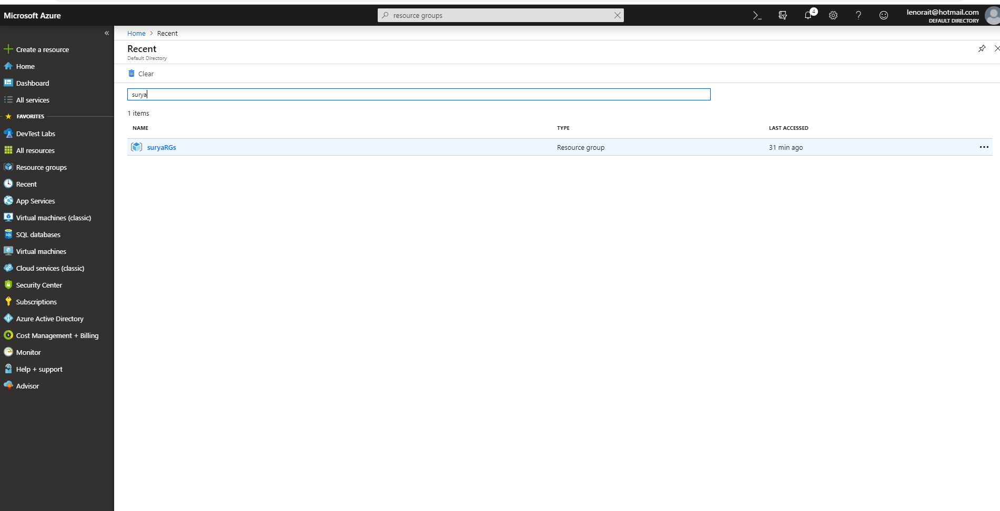 Microsoft Azure
resource groups
4
lenorait@hotmail.com
DEFAULT DIRECTORY
«
Create a resource
Home
Dashboard
All services
FAVORITES
DevTest Labs
All resources
Resource groups
Recent
App Services
Virtual machines (classic)
SQL databases
Virtual machines
Cloud services (classic)
Security Center
Subscriptions
Azure Active Directory
Cost Management + Billing
Monitor
Help + support
Advisor
Home > Recent
Recent
Default Directory
Clear
surya
1 items
NAME TYPE LAST ACCESSED
suryaRGs Resource group 31 min ago